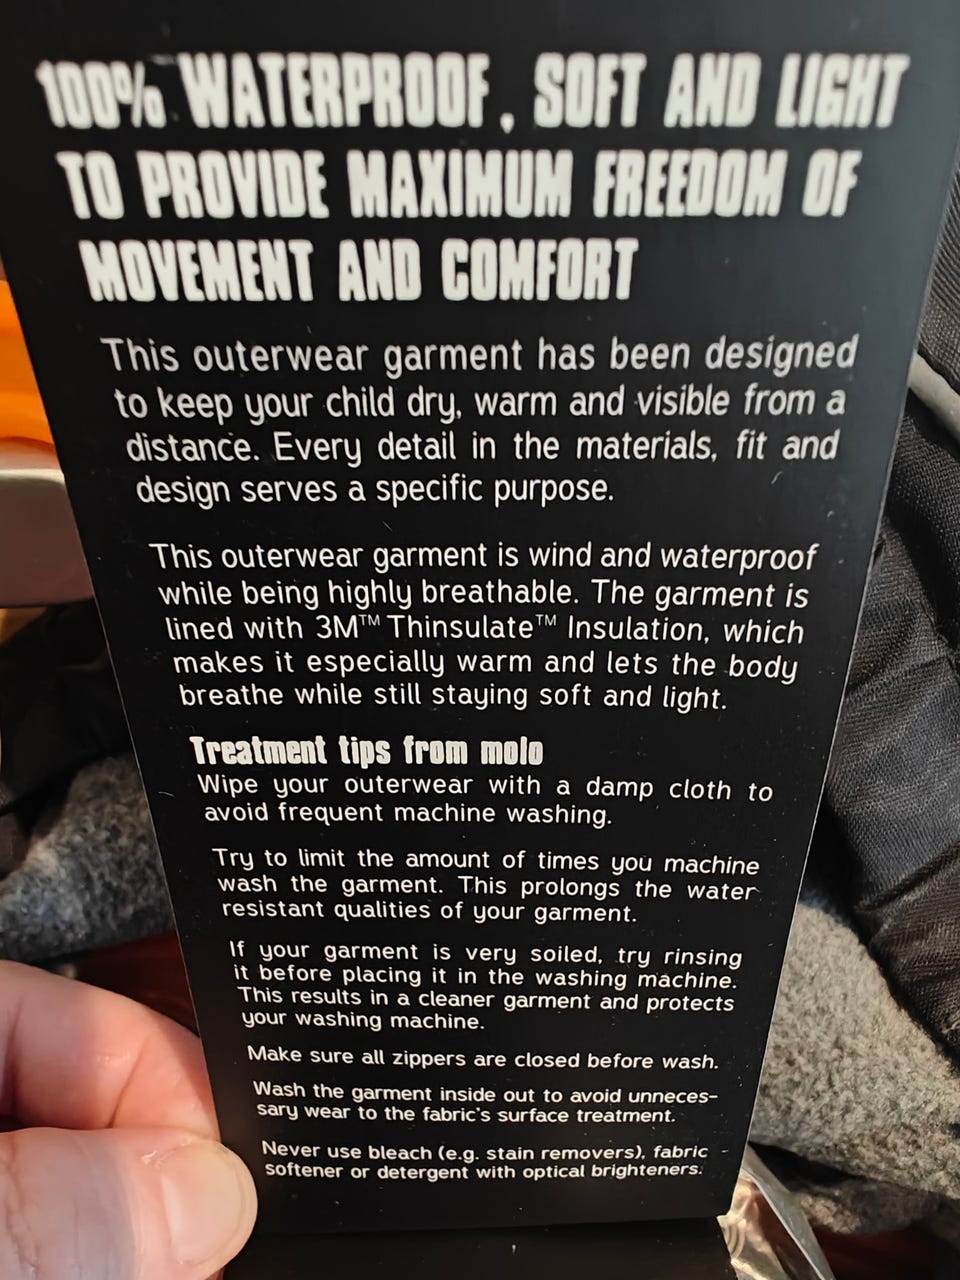 100% WATERPROOF, SOFT AND LIGHT
TO PROVIDE MAXIMUM FREEDOM OF
MOVEMENT AND COMFORT
This outerwear garment has been designed
to keep your child dry, warm and visible from a
distance. Every detail in the materials, fit and
design serves a specific purpose.
This outerwear garment is wind and waterproof
while being highly breathable. The garment is
lined with 3M™ Thinsulate™ Insulation, which
makes it especially warm and lets the body
breathe while still staying soft and light.
Treatment tips from molo
Wipe your outerwear with a damp cloth to
avoid frequent machine washing.
Try to limit the amount of times you machine
wash the garment. This prolongs the water
resistant qualities of your garment.
If your garment is very soiled, try rinsing
it before placing it in the washing machine.
This results in a cleaner garment and protects
your washing machine.
Make sure all zippers are closed before wash.
Wash the garment inside out to avoid unneces-
sary wear to the fabric's surface treatment.
Never use bleach (e.g. stain removers), fabric
softener or detergent with optical brighteners.